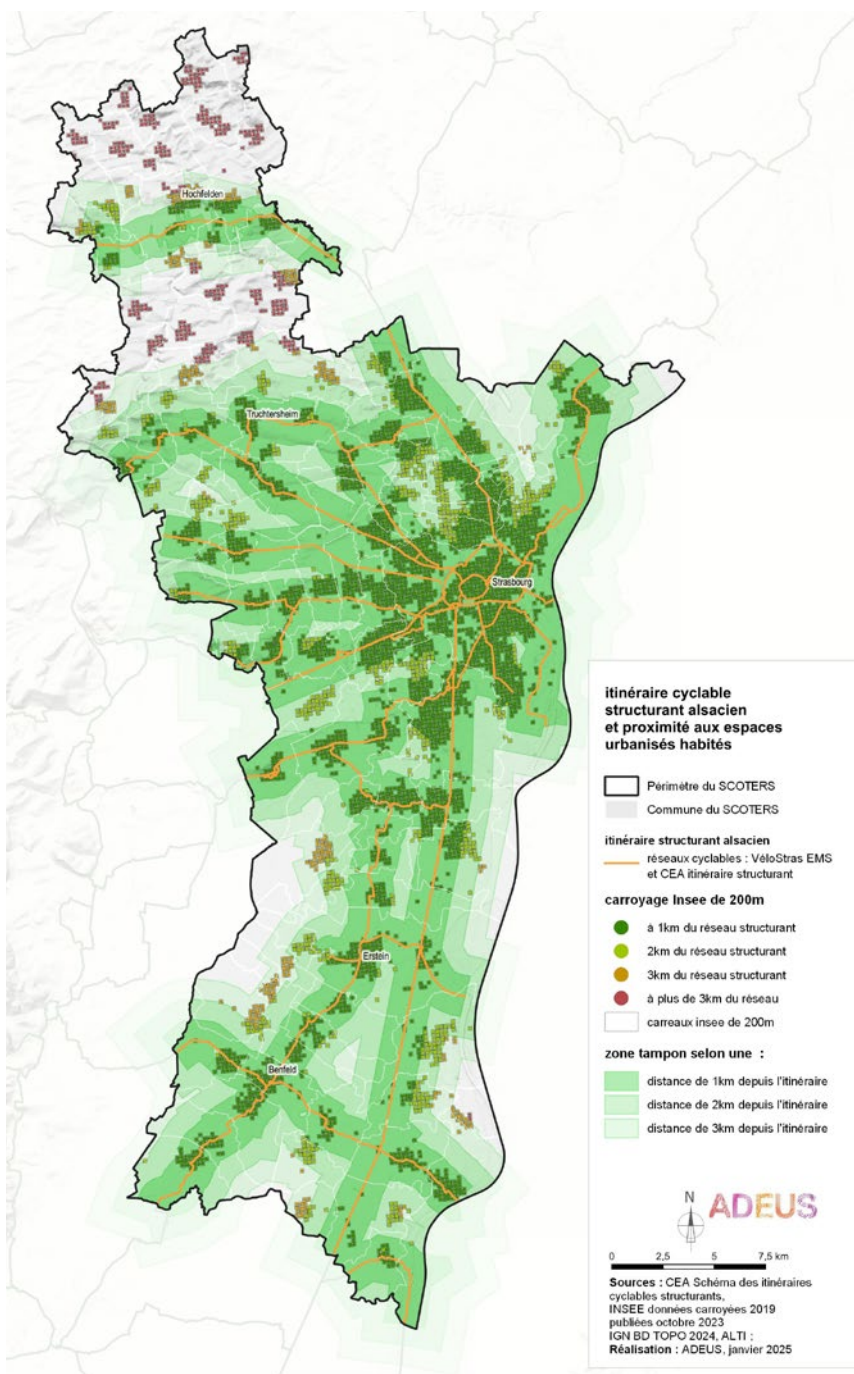 Hochfelden
Truchtersheim
Strasbourg
Erstein
Benfeld
itinéraire cyclable
structurant alsacien
et proximité aux espaces
urbanisés habités
Périmètre du SCOTERS
Commune du SCOTERS
itinéraire structurant alsacien
réseaux cyclables : VéloStras EMS
et CEA itinéraire structurant
carroyage Insee de 200m
à 1km du réseau structurant
2km du réseau structurant
3km du réseau structurant
à plus de 3km du réseau
carreaux insee de 200m
zone tampon selon une :
distance de 1km depuis l'itinéraire
distance de 2km depuis l'itinéraire
distance de 3km depuis l'itinéraire
N
ADEUS
0 2,5 5 7,5 km
Sources : CEA Schéma des itinéraires
cyclables structurants,
INSEE données carroyées 2019
publiées octobre 2023
IGN BD TOPO 2024, ALTI ;
Réalisation : ADEUS, janvier 2025